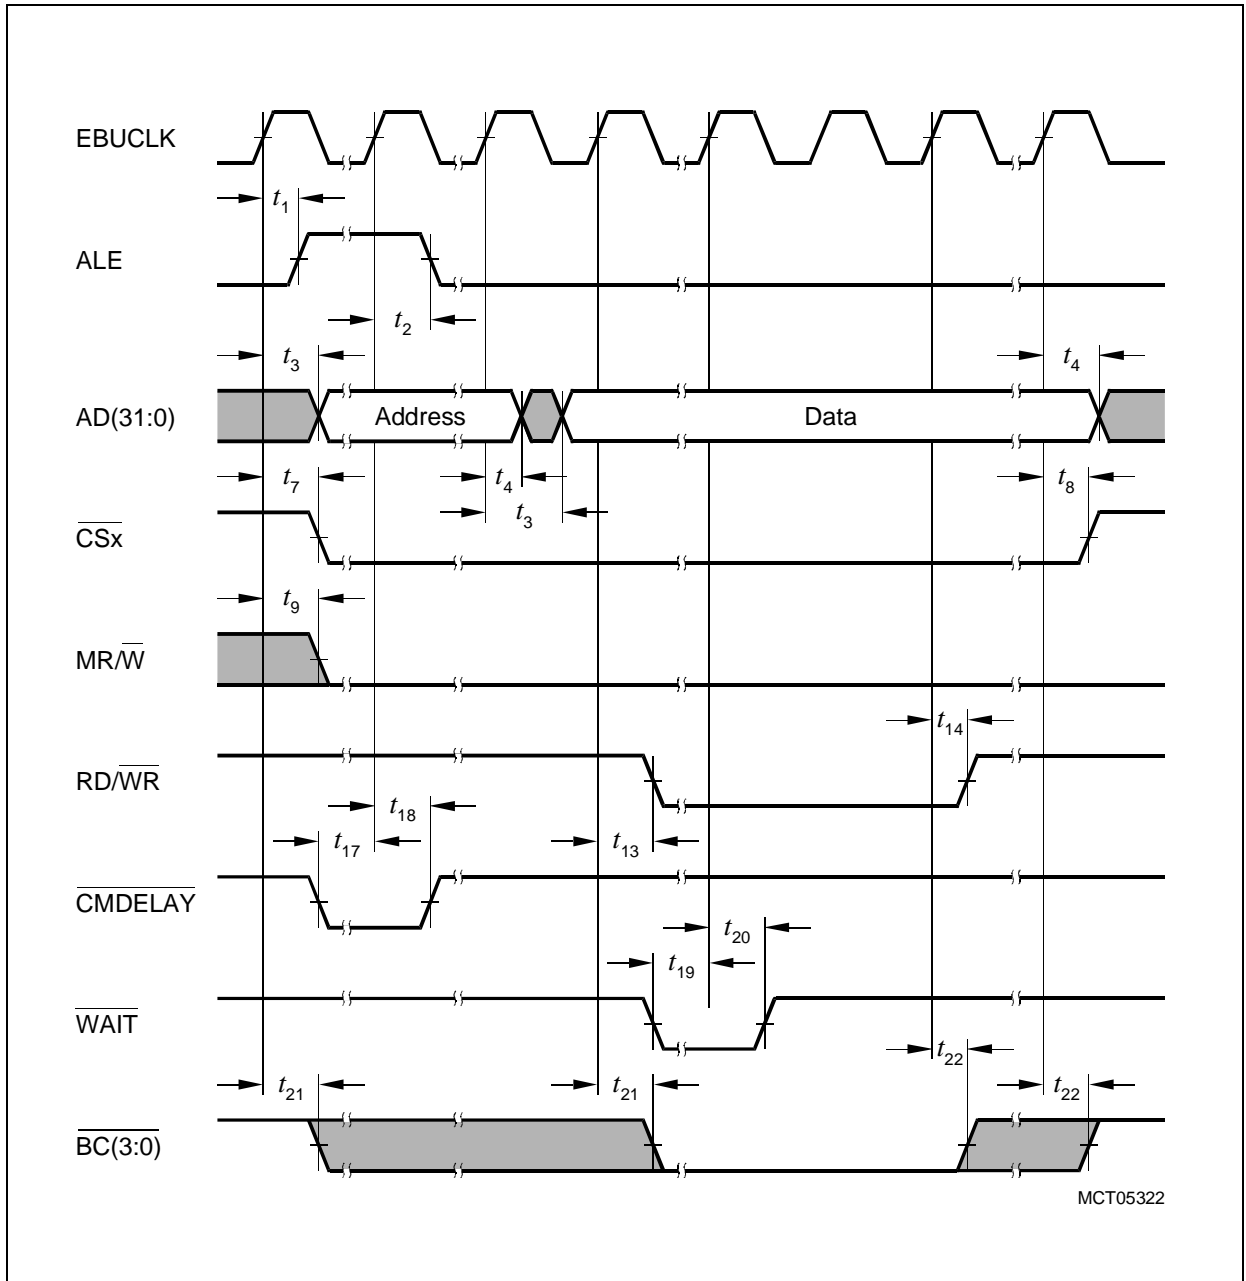 EBUCLK
t1
ALE
t2
t3
t4
AD(31:0)
Address
Data
t7
t4
t8
t3
CSx
t9
MR/W
t14
RD/WR
t18
t17
t13
CMDELAY
t20
t19
WAIT
t22
t21
t21
t22
BC(3:0)
MCT05322